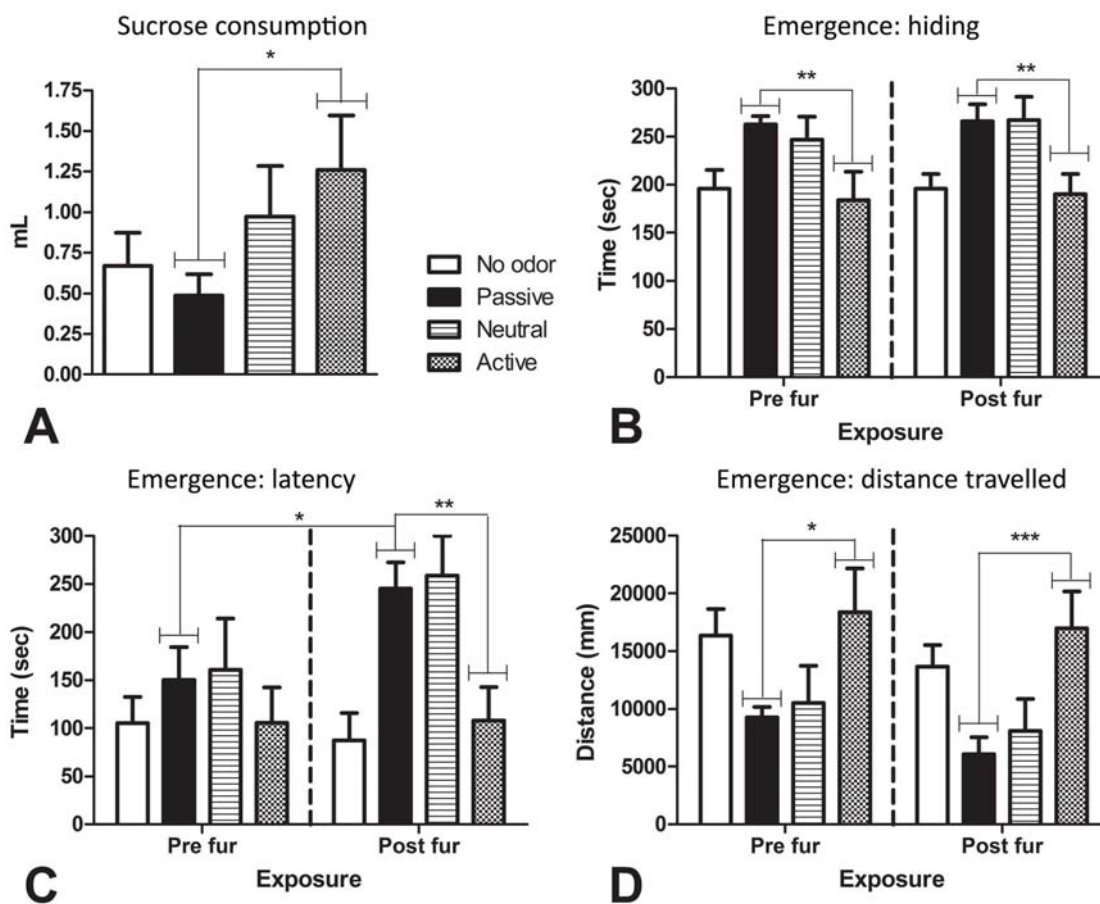 Sucrose consumption
*
1.75
1.50
1.25
1.00
0.75
0.50
0.25
0.00
mL
No odor
Passive
Neutral
Active
A
Emergence: hiding
** **
300
250
200
150
100
50
0
Time (sec)
Pre fur Post fur
Exposure
B
Emergence: latency
* **
300
250
200
150
100
50
0
Time (sec)
Pre fur Post fur
Exposure
C
Emergence: distance travelled
* ***
25000
20000
15000
10000
5000
0
Distance (mm)
Pre fur Post fur
Exposure
D